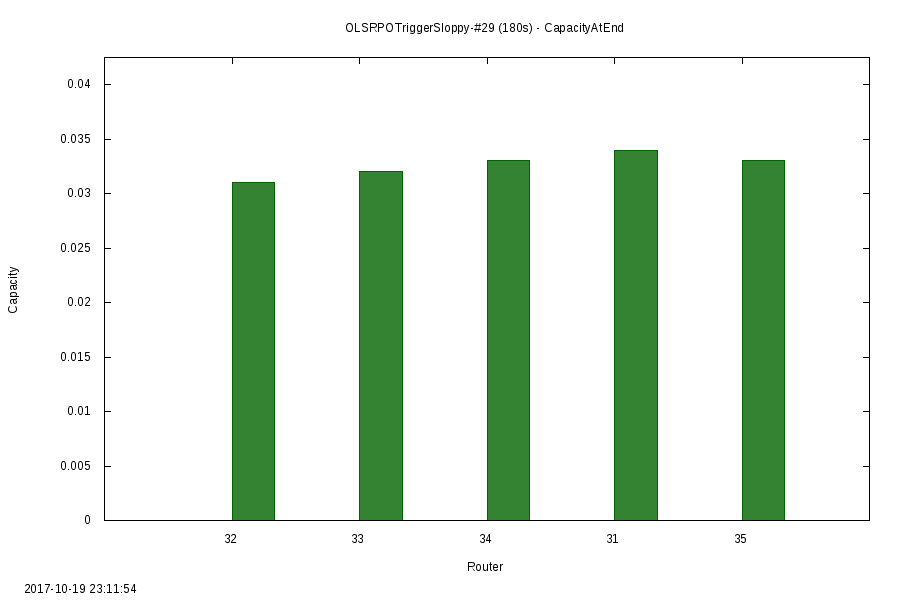 OLSRPOTriggerSloppy-#29 (180s) - CapacityAtEnd
0.04
0.035
0.03
0.025
0.02
0.015
0.01
0.005
0
Capacity
32 33 34 31 35
Router
2017-10-19 23:11:54